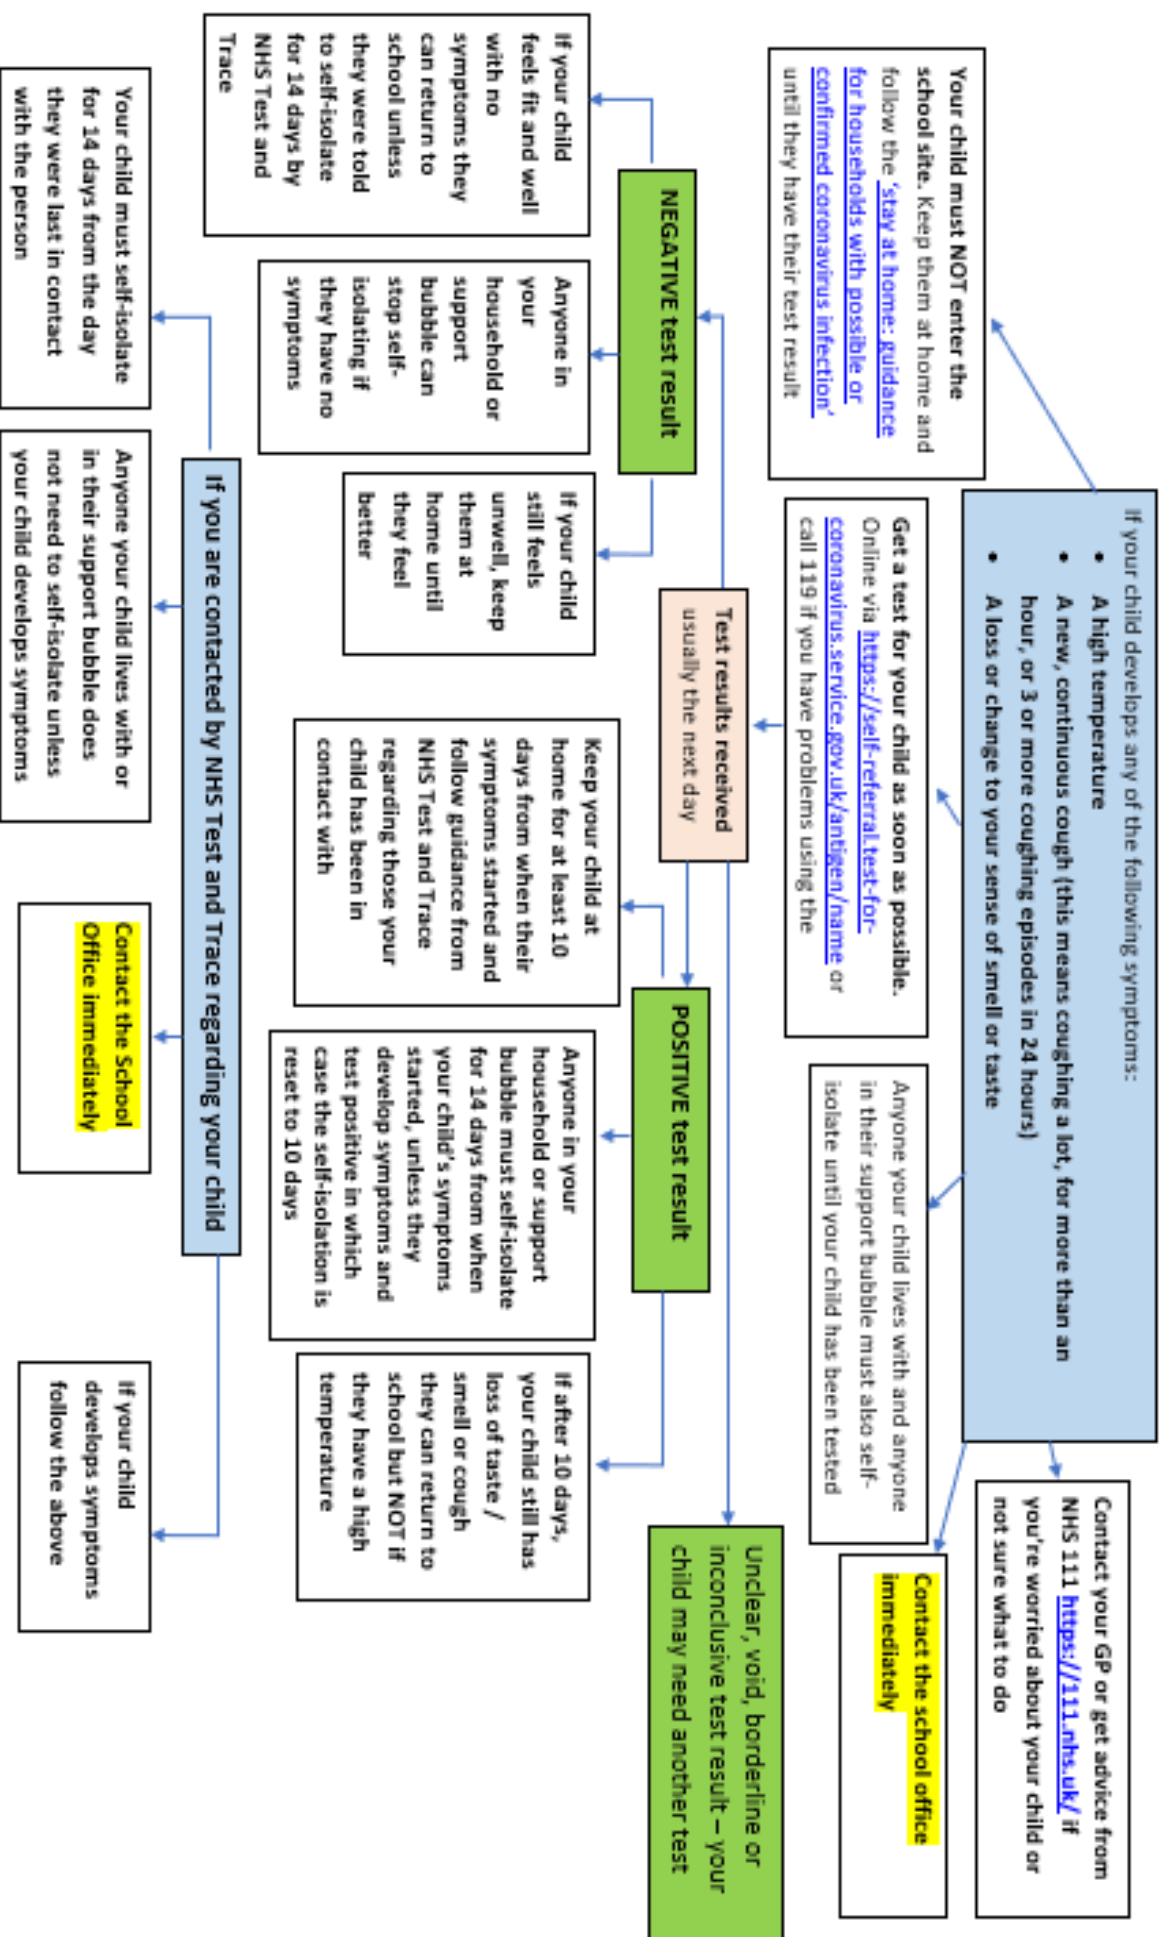 If your child develops any of the following symptoms:
• A high temperature
• A new, continuous cough (this means coughing a lot, for more than an
hour, or 3 or more coughing episodes in 24 hours)
• A loss or change to your sense of smell or taste
Your child must NOT enter the
school site. Keep them at home and
follow the 'stay at home: guidance
for households with possible or
confirmed coronavirus infection'
until they have their test result
Get a test for your child as soon as possible.
Online via https://self-referral.test-for-
coronavirus.service.gov.uk/antigen/name or
call 119 if you have problems using the
Anyone your child lives with and anyone
in their support bubble must also self-
isolate until your child has been tested
Contact your GP or get advice from
NHS 111 https://111.nhs.uk/ if
you're worried about your child or
not sure what to do
Contact the school office
immediately
Test results received
usually the next day
NEGATIVE test result
POSITIVE test result
Unclear, void, borderline or
inconclusive test result – your
child may need another test
If your child
feels fit and well
with no
symptoms they
can return to
school unless
they were told
to self-isolate
for 14 days by
NHS Test and
Trace
Anyone in
your
household or
support
bubble can
stop self-
isolating if
they have no
symptoms
If your child
still feels
unwell, keep
them at
home until
they feel
better
Keep your child at
home for at least 10
days from when their
symptoms started and
follow guidance from
NHS Test and Trace
regarding those your
child has been in
contact with
Anyone in your
household or support
bubble must self-isolate
for 14 days from when
your child's symptoms
started, unless they
develop symptoms and
test positive in which
case the self-isolation is
reset to 10 days
If after 10 days,
your child still has
loss of taste /
smell or cough
they can return to
school but NOT if
they have a high
temperature
If you are contacted by NHS Test and Trace regarding your child
Your child must self-isolate
for 14 days from the day
they were last in contact
with the person
Anyone your child lives with or
in their support bubble does
not need to self-isolate unless
your child develops symptoms
Contact the School
Office immediately
If your child
develops symptoms
follow the above